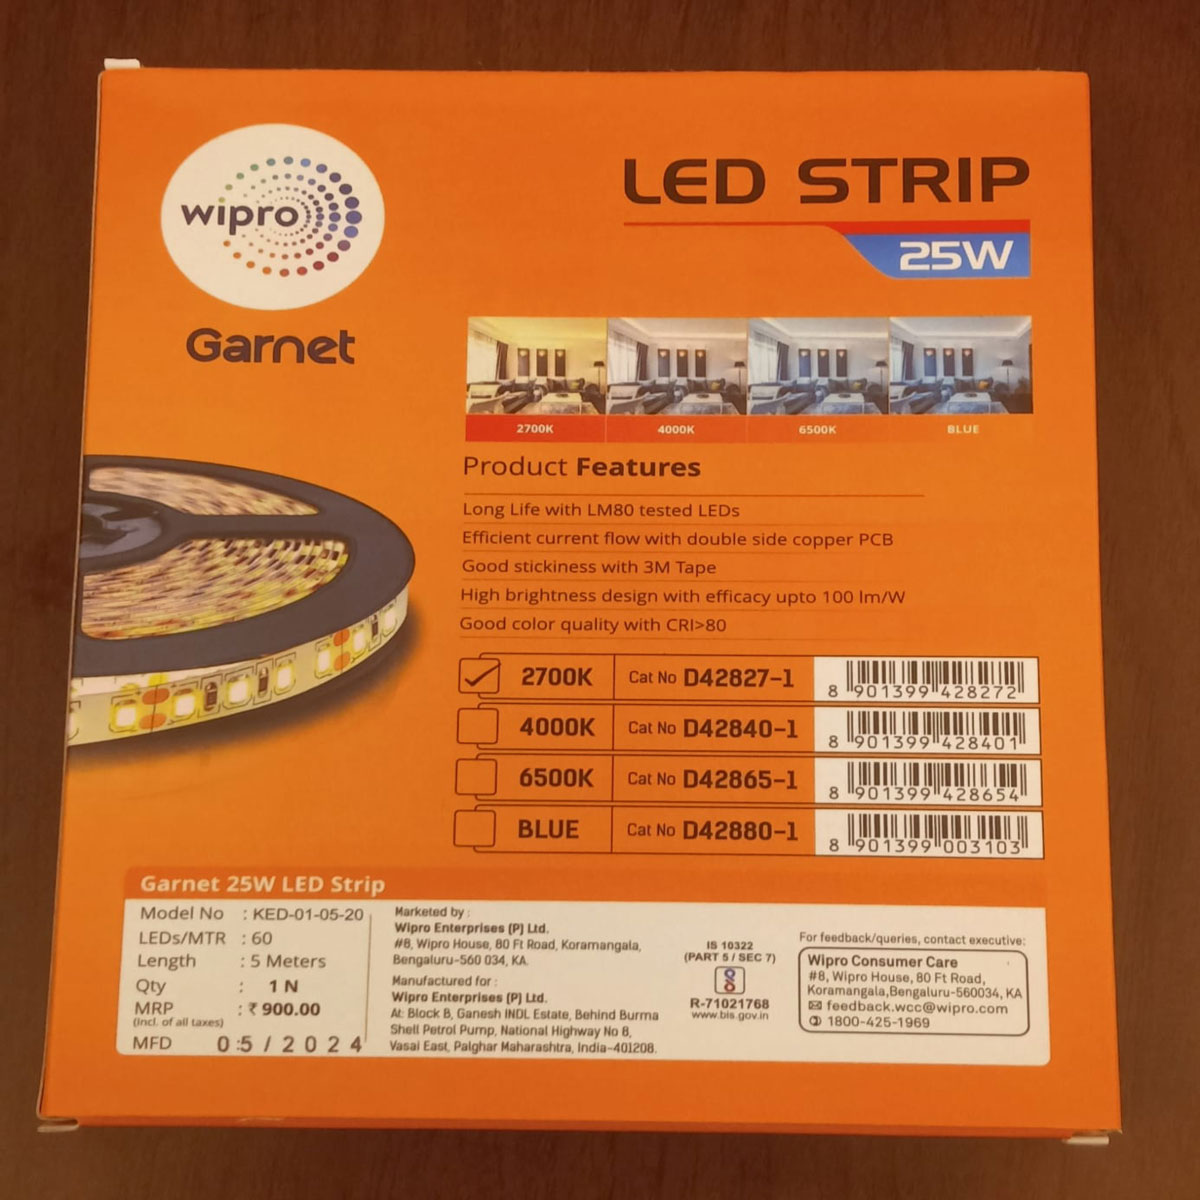 wipro
Garnet
LED STRIP
25W
2700K
4000K
6500K
BLUE
Product Features
Long Life with LM80 tested LEDs
Efficient current flow with double side copper PCB
Good stickiness with 3M Tape
High brightness design with efficacy upto 100 lm/W
Good color quality with CRI>80
2700K Cat No D42827-1 8 901399 428272
4000K Cat No D42840-1 8 901399 428401
6500K Cat No D42865-1 8 901399 428654
BLUE Cat No D42880-1 8 901399 003103
Garnet 25W LED Strip
Model No : KED-01-05-20
LEDs/MTR : 60
Length : 5 Meters
Qty : 1 N
MRP : ₹ 900.00
(incl. of all taxes)
MFD 05/2024
Marketed by :
Wipro Enterprises (P) Ltd.
#8, Wipro House, 80 Ft Road, Koramangala,
Bengaluru-560 034, KA.
Manufactured for :
Wipro Enterprises (P) Ltd.
At: Block B, Ganesh INDL Estate, Behind Burma
Shell Petrol Pump, National Highway No 8,
Vasai East, Palghar Maharashtra, India-401208.
IS 10322
(PART 5 / SEC 7)
R-71021768
www.bis.gov.in
For feedback/queries, contact executive:
Wipro Consumer Care
#8, Wipro House, 80 Ft Road,
Koramangala,Bengaluru-560034, KA
feedback.wcc@wipro.com
1800-425-1969